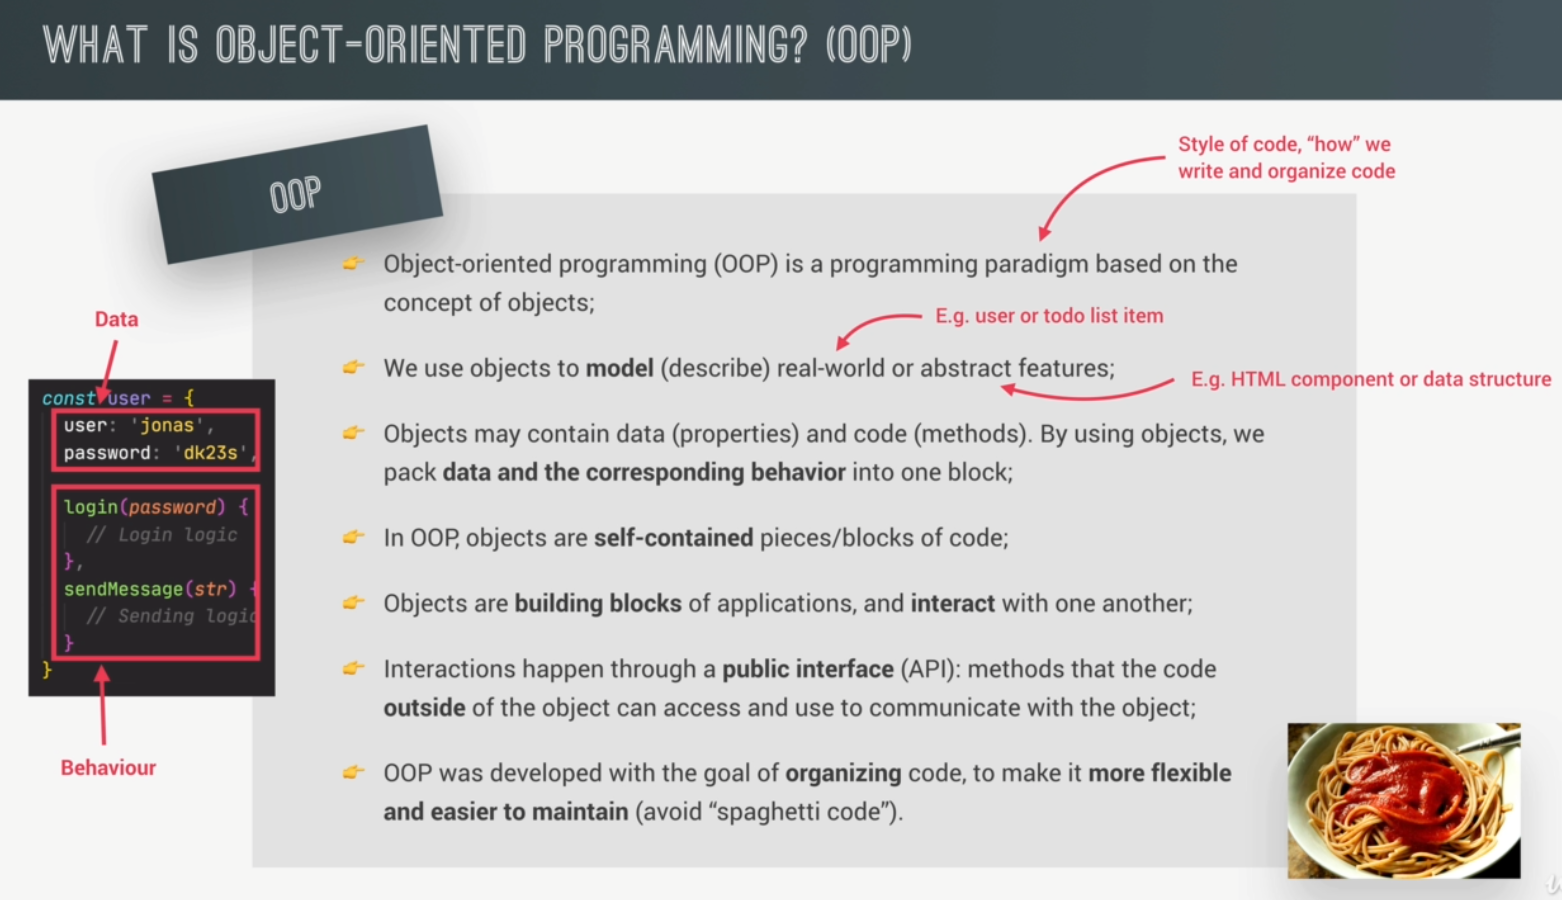 WHAT IS OBJECT-ORIENTED PROGRAMMING? (OOP)
OOP
Style of code, “how” we
write and organize code
Object-oriented programming (OOP) is a programming paradigm based on the
concept of objects;
E.g. user or todo list item
We use objects to model (describe) real-world or abstract features;
E.g. HTML component or data structure
Objects may contain data (properties) and code (methods). By using objects, we
pack data and the corresponding behavior into one block;
In OOP, objects are self-contained pieces/blocks of code;
Objects are building blocks of applications, and interact with one another;
Interactions happen through a public interface (API): methods that the code
outside of the object can access and use to communicate with the object;
OOP was developed with the goal of organizing code, to make it more flexible
and easier to maintain (avoid “spaghetti code”).
Data
const user = {
user: 'jonas',
password: 'dk23s',
login(password) {
// Login logic
},
sendMessage(str) {
// Sending logic
}
}
Behaviour